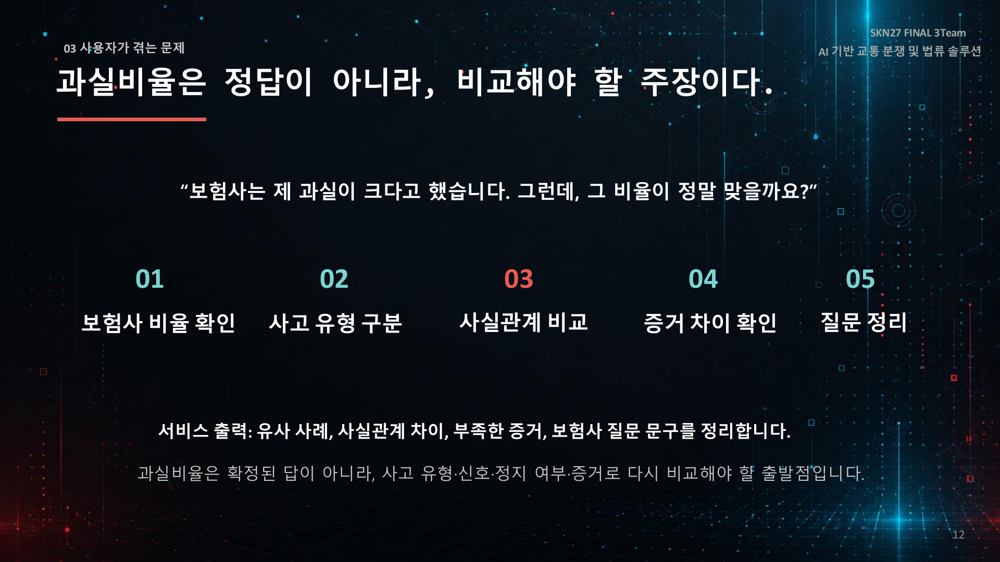 SKN27 FINAL 3Team
03 사용자가 겪는 문제
AI 기반 교통 분쟁 및 법류 솔루션
과실비율은 정답이 아니라, 비교해야 할 주장이다.
“보험사는 제 과실이 크다고 했습니다. 그런데, 그 비율이 정말 맞을까요?”
01
보험사 비율 확인
02
사고 유형 구분
03
사실관계 비교
04
증거 차이 확인
05
질문 정리
서비스 출력: 유사 사례, 사실관계 차이, 부족한 증거, 보험사 질문 문구를 정리합니다.
과실비율은 확정된 답이 아니라, 사고 유형·신호·정지 여부·증거로 다시 비교해야 할 출발점입니다.
12